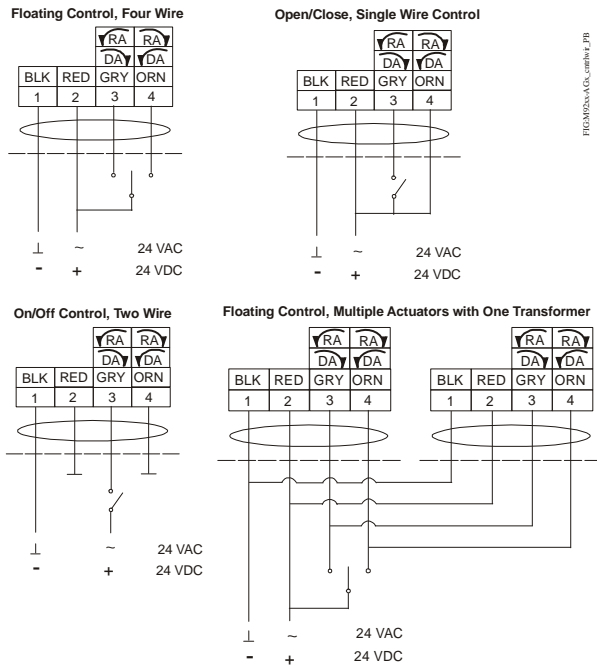 Floating Control, Four Wire
RA RA
DA DA
BLK RED GRY ORN
1 2 3 4
~ 24 VAC
- + 24 VDC
Open/Close, Single Wire Control
RA RA
DA DA
BLK RED GRY ORN
1 2 3 4
~ 24 VAC
- + 24 VDC
FIG:M92xx-AGx_cntrlwir_PB
On/Off Control, Two Wire
RA RA
DA DA
BLK RED GRY ORN
1 2 3 4
~ 24 VAC
- + 24 VDC
Floating Control, Multiple Actuators with One Transformer
RA RA RA RA
DA DA DA DA
BLK RED GRY ORN BLK RED GRY ORN
1 2 3 4 1 2 3 4
~ 24 VAC
- + 24 VDC